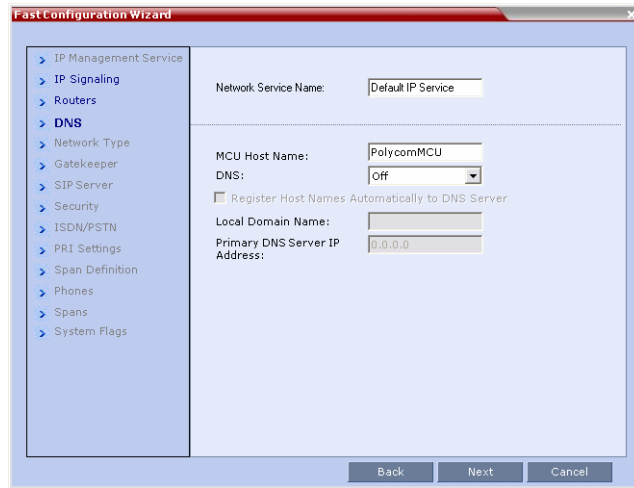 Fast Configuration Wizard
IP Management Service
IP Signaling
Routers
DNS
Network Type
Gatekeeper
SIP Server
Security
ISDN/PSTN
PRI Settings
Span Definition
Phones
Spans
System Flags
Network Service Name: Default IP Service
MCU Host Name: PolycomMCU
DNS: Off
Register Host Names Automatically to DNS Server
Local Domain Name:
Primary DNS Server IP 0.0.0.0
Address:
Back Next Cancel